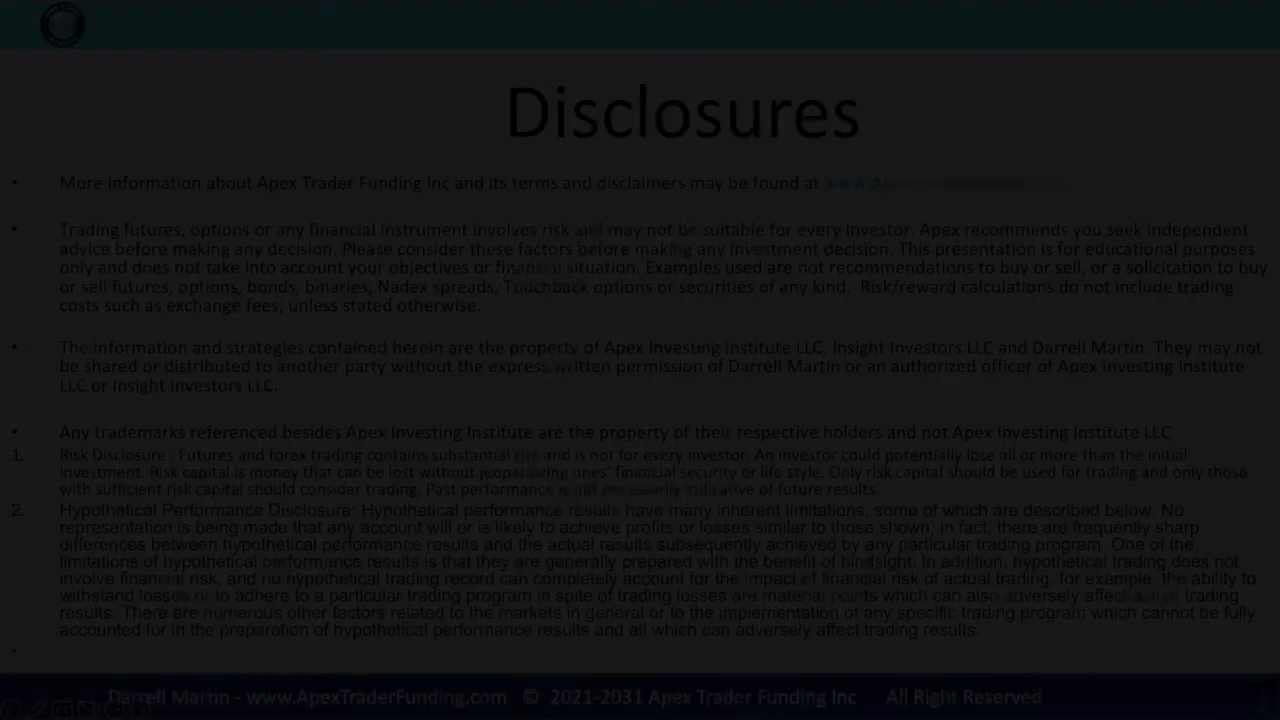 Disclosures
• More information about Apex Trader Funding Inc and its terms and disclaimers may be found at
• Trading futures, options or any financial instrument involves risk and may not be suitable for every investor. Apex recommends you seek independent
advice before making any decision. Please consider these factors before making any investment decision. This presentation is for educational purposes
only and does not take into account your objectives or financial situation. Examples used are not recommendations to buy or sell, or a solicitation to buy
or sell futures, options, bonds, binaries, Nadex spreads, Touchback options or securities of any kind. Risk/reward calculations do not include trading
costs such as exchange fees, unless stated otherwise.
• The information and strategies contained herein are the property of Apex Investing Institute LLC, Insight Investors LLC and Darrell Martin. They may not
be shared or distributed to another party without the express written permission of Darrell Martin or an authorized officer of Apex Investing Institute
LLC or Insight Investors LLC.
• Any trademarks referenced besides Apex Investing Institute are the property of their respective holders and not Apex Investing Institute LLC
1. Risk Disclosure : Futures and forex trading contains substantial risk and is not for every investor. An investor could potentially lose all or more than the initial
investment. Risk capital is money that can be lost without jeopardizing ones' financial security or life style. Only risk capital should be used for trading and only those
with sufficient risk capital should consider trading. Past performance is not necessarily indicative of future results.
2. Hypothetical Performance Disclosure: Hypothetical performance results have many inherent limitations, some of which are described below. No
representation is being made that any account will or is likely to achieve profits or losses similar to those shown; in fact, there are frequently sharp
differences between hypothetical performance results and the actual results subsequently achieved by any particular trading program. One of the
limitations of hypothetical performance results is that they are generally prepared with the benefit of hindsight. In addition, hypothetical trading does not
involve financial risk, and no hypothetical trading record can completely account for the impact of financial risk of actual trading. for example, the ability to
withstand losses or to adhere to a particular trading program in spite of trading losses are material points which can also adversely affect actual trading
results. There are numerous other factors related to the markets in general or to the implementation of any specific trading program which cannot be fully
accounted for in the preparation of hypothetical performance results and all which can adversely affect trading results.
•
Darrell Martin - www.ApexTraderFunding.com © 2021-2031 Apex Trader Funding Inc All Right Reserved